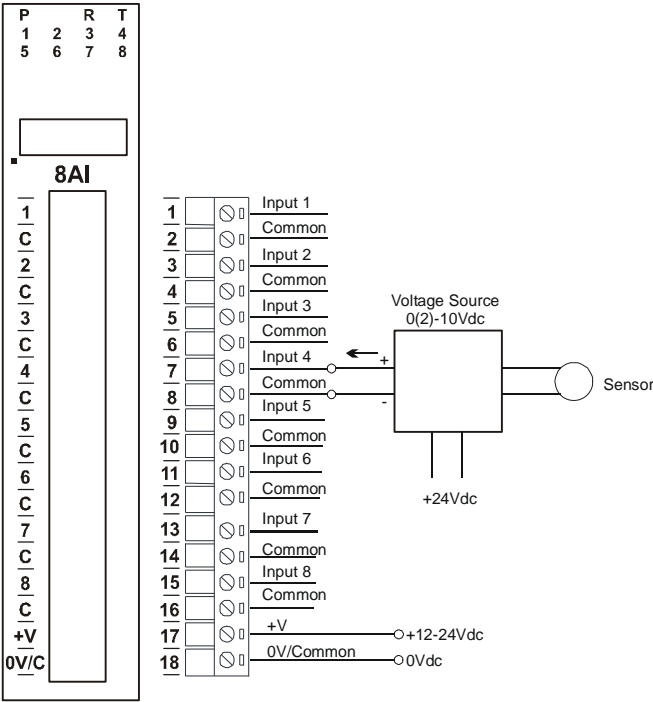 P R T
1 2 3 4
5 6 7 8
8AI
1
C
2
C
3
C
4
C
5
C
6
C
7
C
8
C
+V
0V/C
1 Input 1
2 Common
3 Input 2
4 Common
5 Input 3
6 Common
7 Input 4
8 Common
9 Input 5
10 Common
11 Input 6
12 Common
13 Input 7
14 Common
15 Input 8
16 Common
17 +V +12-24Vdc
18 0V/Common 0Vdc
Voltage Source
0(2)-10Vdc
+
-
Sensor
+24Vdc